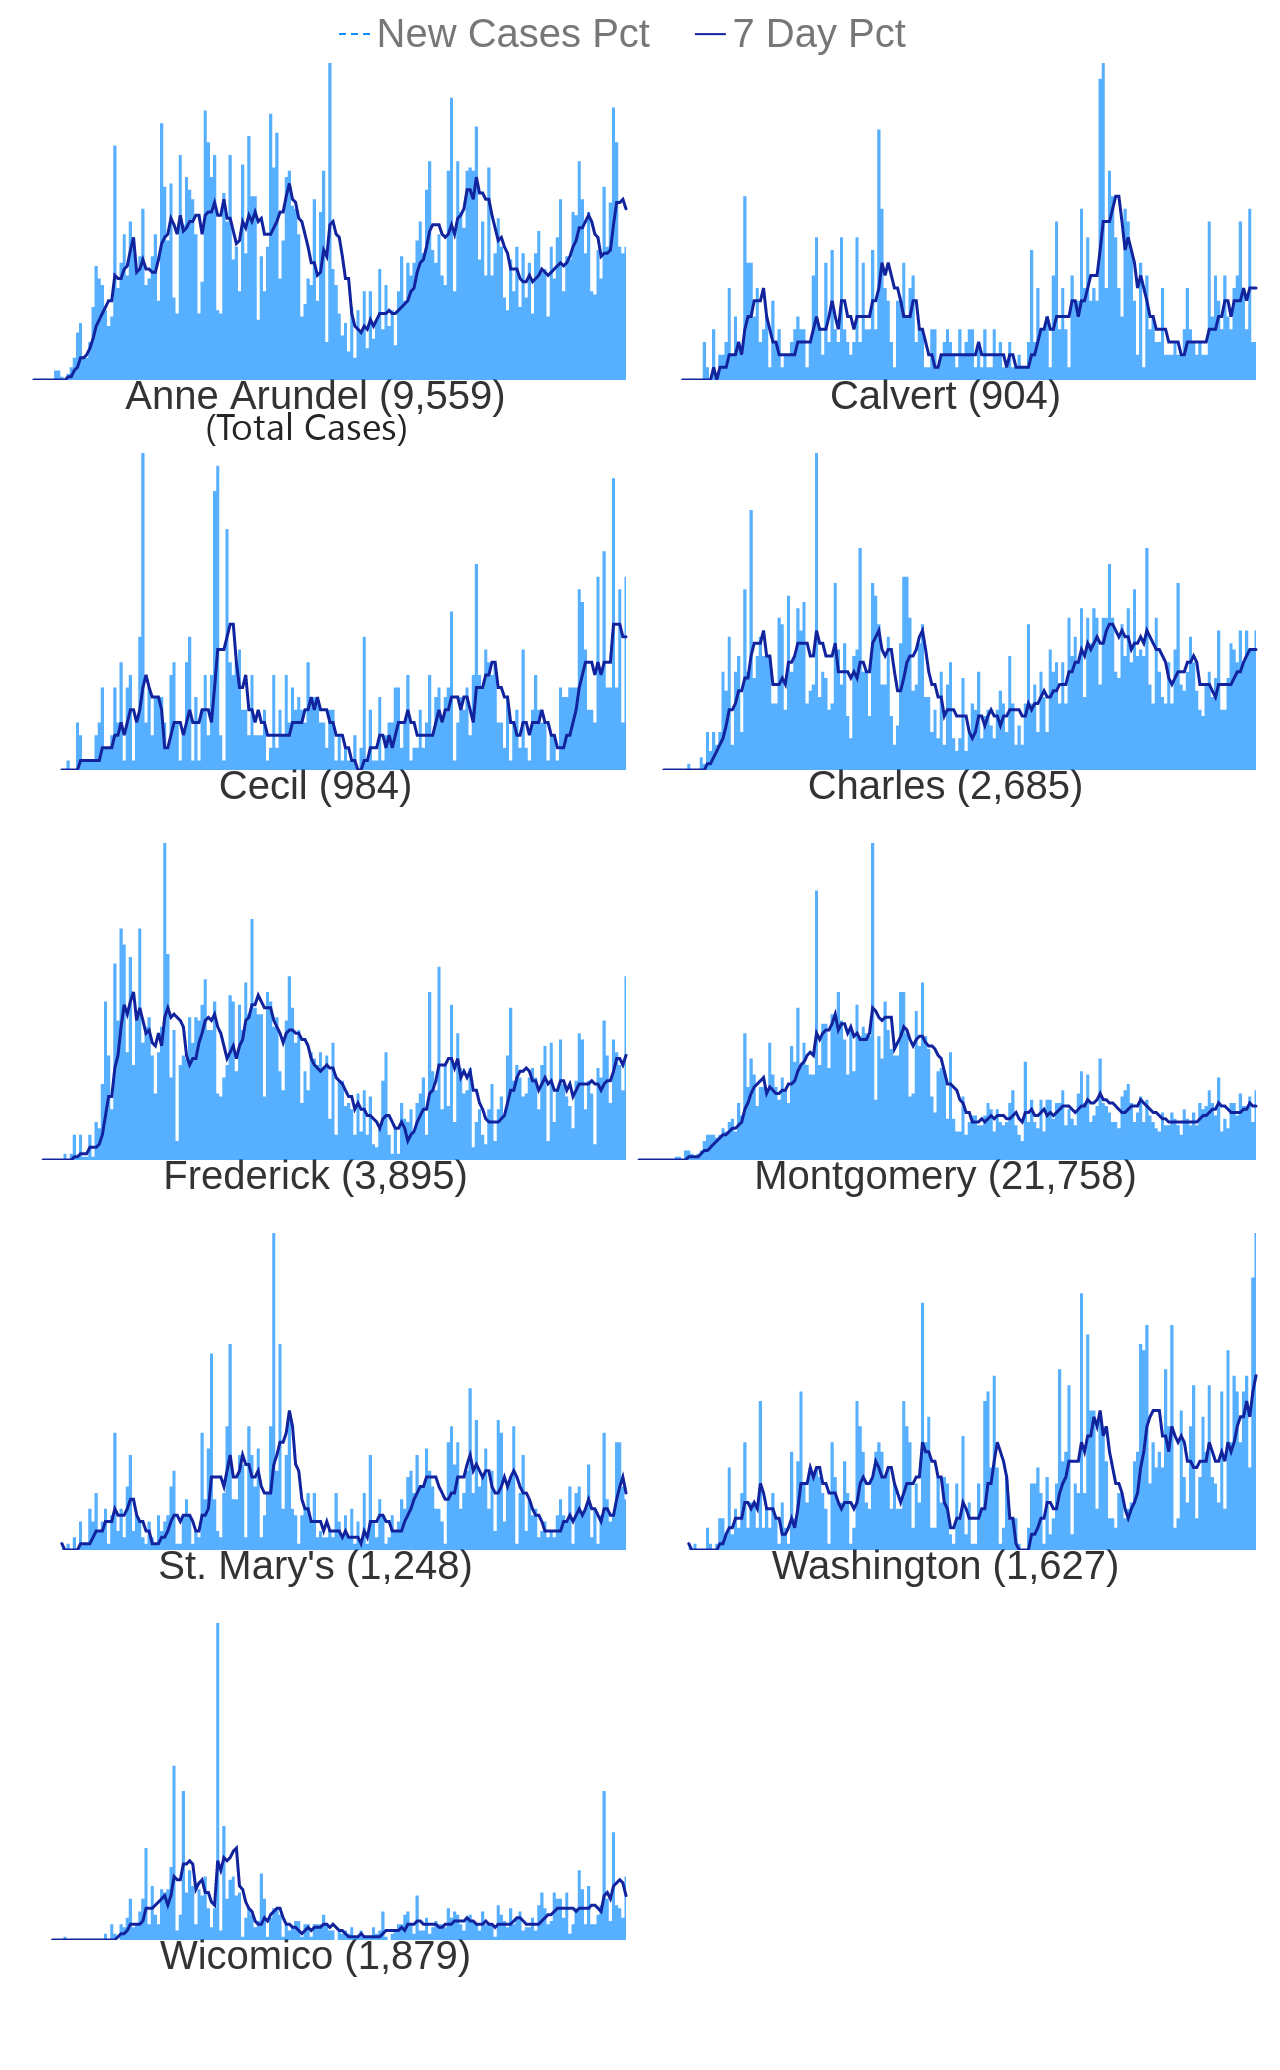 New Cases Pct 7 Day Pct
Anne Arundel (9,559)
(Total Cases)
Calvert (904)
Cecil (984)
Charles (2,685)
Frederick (3,895)
Montgomery (21,758)
St. Mary's (1,248)
Washington (1,627)
Wicomico (1,879)